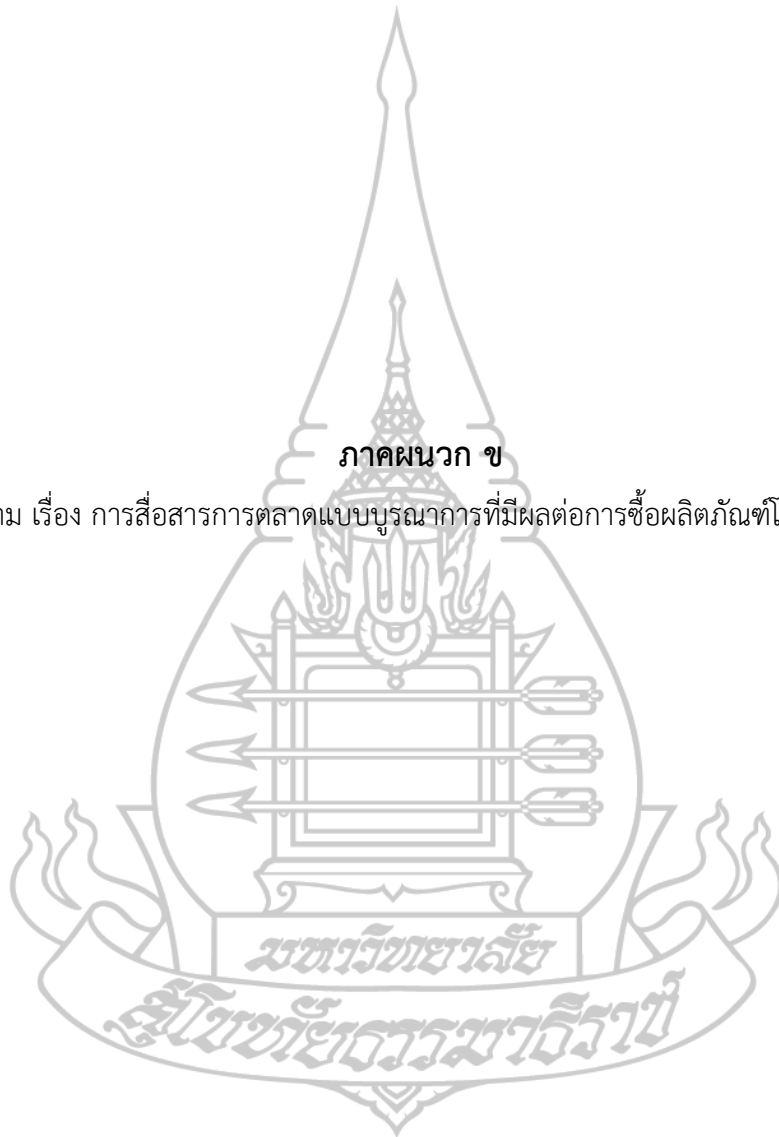 ภาคผนวก ข
าม เรื่อง การสื่อสารการตลาดแบบบูรณาการที่มีผลต่อการซื้อผลิตภัณฑ์โ
มหาวิทยาลัย
สุโขทัยธรรมาธิราช